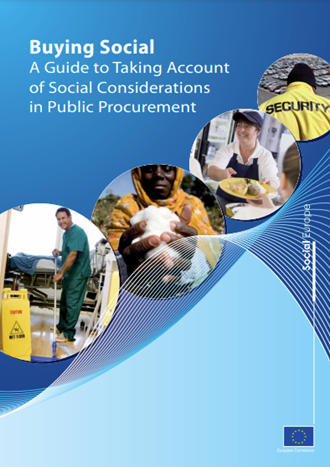 Buying Social
A Guide to Taking Account
of Social Considerations
in Public Procurement
SECURITY
Social Europe
European Commission